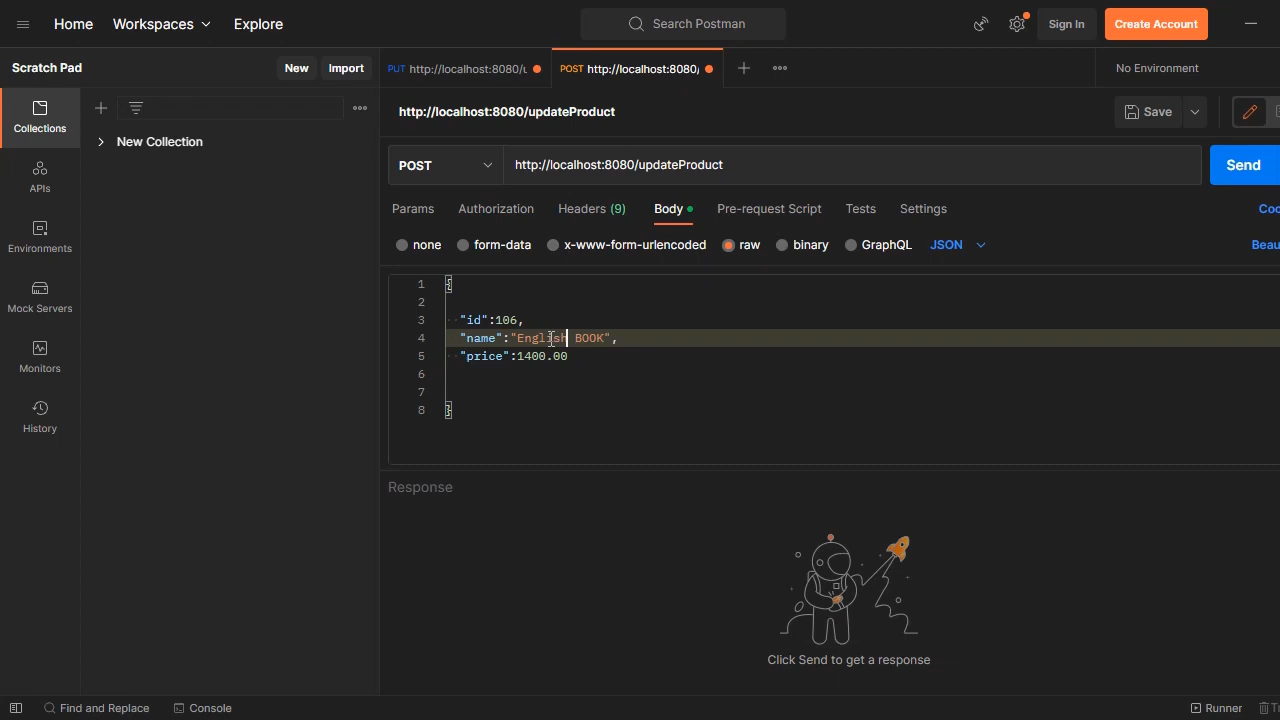 Home Workspaces Explore Search Postman Sign In Create Account
Scratch Pad New Import PUT http://localhost:8080/u POST http://localhost:8080/ No Environment
http://localhost:8080/updateProduct Save
Collections
New Collection
POST http://localhost:8080/updateProduct Send
APIs
Params Authorization Headers (9) Body Pre-request Script Tests Settings Coo
Environments
none form-data x-www-form-urlencoded raw binary GraphQL JSON Beau
Mock Servers
1 {
2
3 "id":106,
4 "name":"English BOOK",
5 "price":1400.00
6
7
8 }
Monitors
History
Response
Click Send to get a response
Find and Replace Console Runner